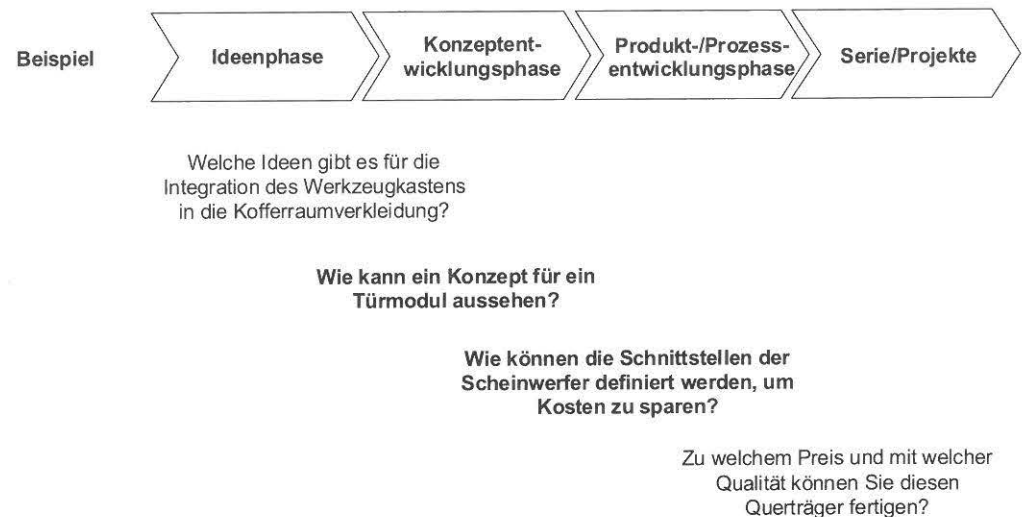 Beispiel
Ideenphase
Konzeptent-
wicklungsphase
Produkt-/Prozess-
entwicklungsphase
Serie/Projekte
Welche Ideen gibt es für die
Integration des Werkzeugkastens
in die Kofferraumverkleidung?
Wie kann ein Konzept für ein
Türmodul aussehen?
Wie können die Schnittstellen der
Scheinwerfer definiert werden, um
Kosten zu sparen?
Zu welchem Preis und mit welcher
Qualität können Sie diesen
Querträger fertigen?